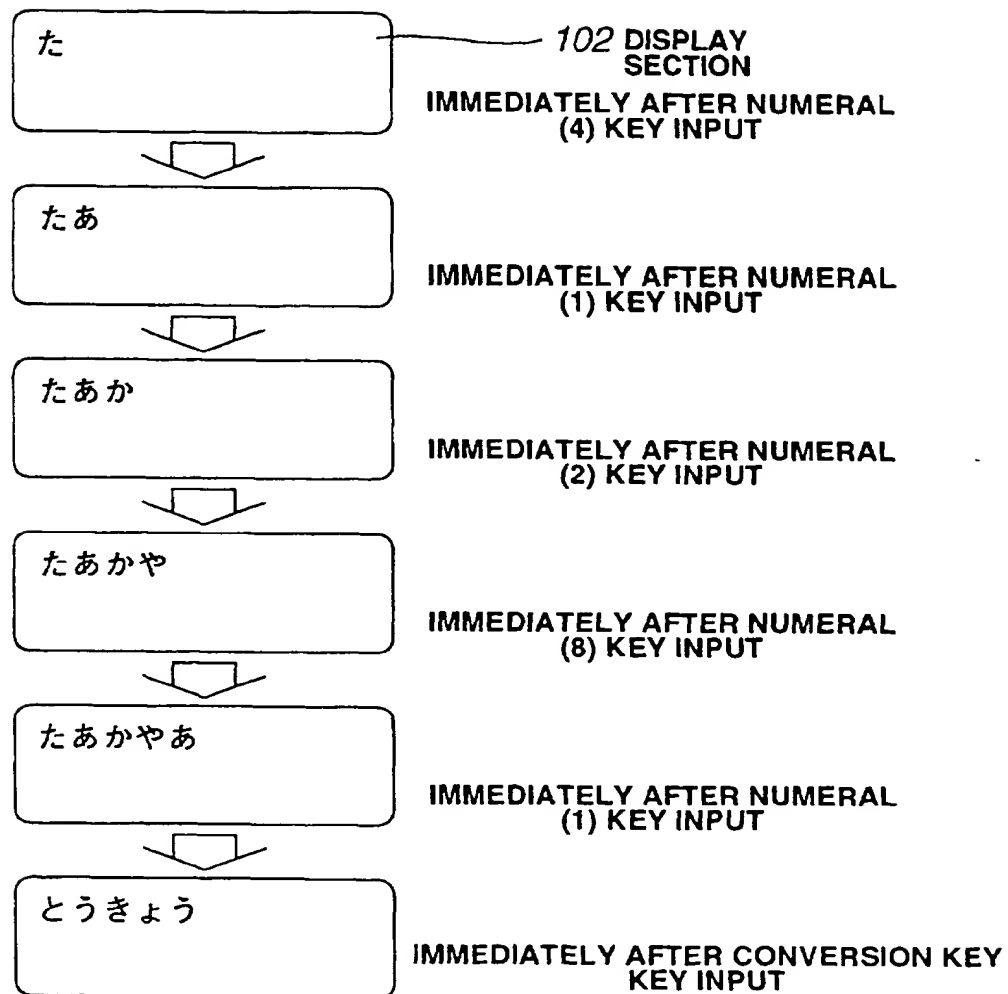 た
102 DISPLAY
SECTION
IMMEDIATELY AFTER NUMERAL
(4) KEY INPUT
たあ
IMMEDIATELY AFTER NUMERAL
(1) KEY INPUT
たあか
IMMEDIATELY AFTER NUMERAL
(2) KEY INPUT
たあかや
IMMEDIATELY AFTER NUMERAL
(8) KEY INPUT
たあかやあ
IMMEDIATELY AFTER NUMERAL
(1) KEY INPUT
とうきょう
IMMEDIATELY AFTER CONVERSION KEY
KEY INPUT